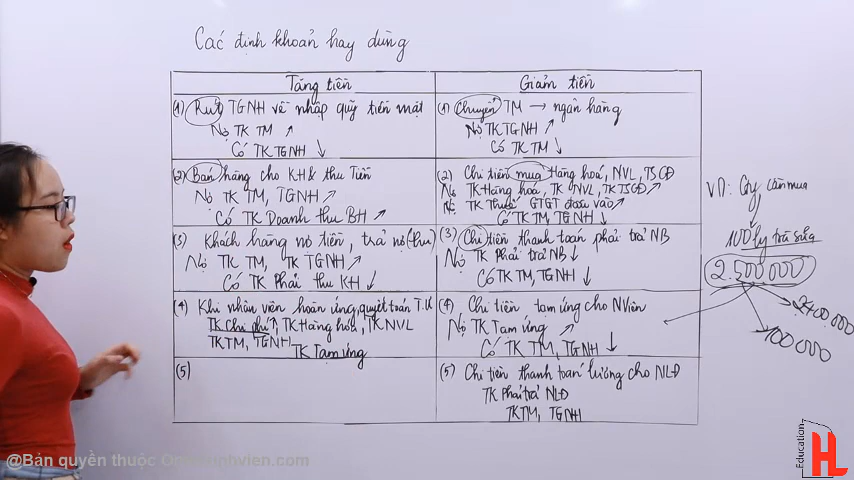 Các định khoản hay dùng
Tăng tiền
Giảm tiền
(1) Rút TGNH về nhập quỹ tiền mặt
Nợ TK TM ↗
Có TK TGNH ↓
(1) Chuyển TM → ngân hàng
Nợ TK TGNH ↗
Có TK TM ↓
(2) Bán hàng cho KH & thu Tiền
Nợ TK TM, TGNH ↗
Có TK Doanh thu BH ↗
(2) Chi tiền mua Hàng hoá, NVL, TSCĐ
Nợ TK Hàng hoá, TK NVL, TK TSCĐ ↗
Nợ TK Thuế GTGT đầu vào ↗
Có TK TM, TGNH ↓
(3) Khách hàng nợ tiền, trả nợ (thu)
Nợ TK TM, TK TGNH ↗
Có TK Phải thu KH ↓
(3) Chi tiền thanh toán phải trả NB
Nợ TK Phải trả NB ↓
Có TK TM, TGNH ↓
(4) Khi nhân viên hoàn ứng, quyết toán T.Ư
TK Chi phí, TK Hàng hoá, TK NVL
TK TM, TGNH
TK Tạm ứng
(4) Chi tiền tạm ứng cho NViên
Nợ TK Tạm ứng ↗
Có TK TM, TGNH ↓
(5)
(5) Chi tiền thanh toán lương cho NLĐ
TK Phải trả NLĐ
TK TM, TGNH
VD: Cty cần mua
100 ly trà sữa
2.500000
2400.000
100 000
@Bản quyền thuộc
Education
HL